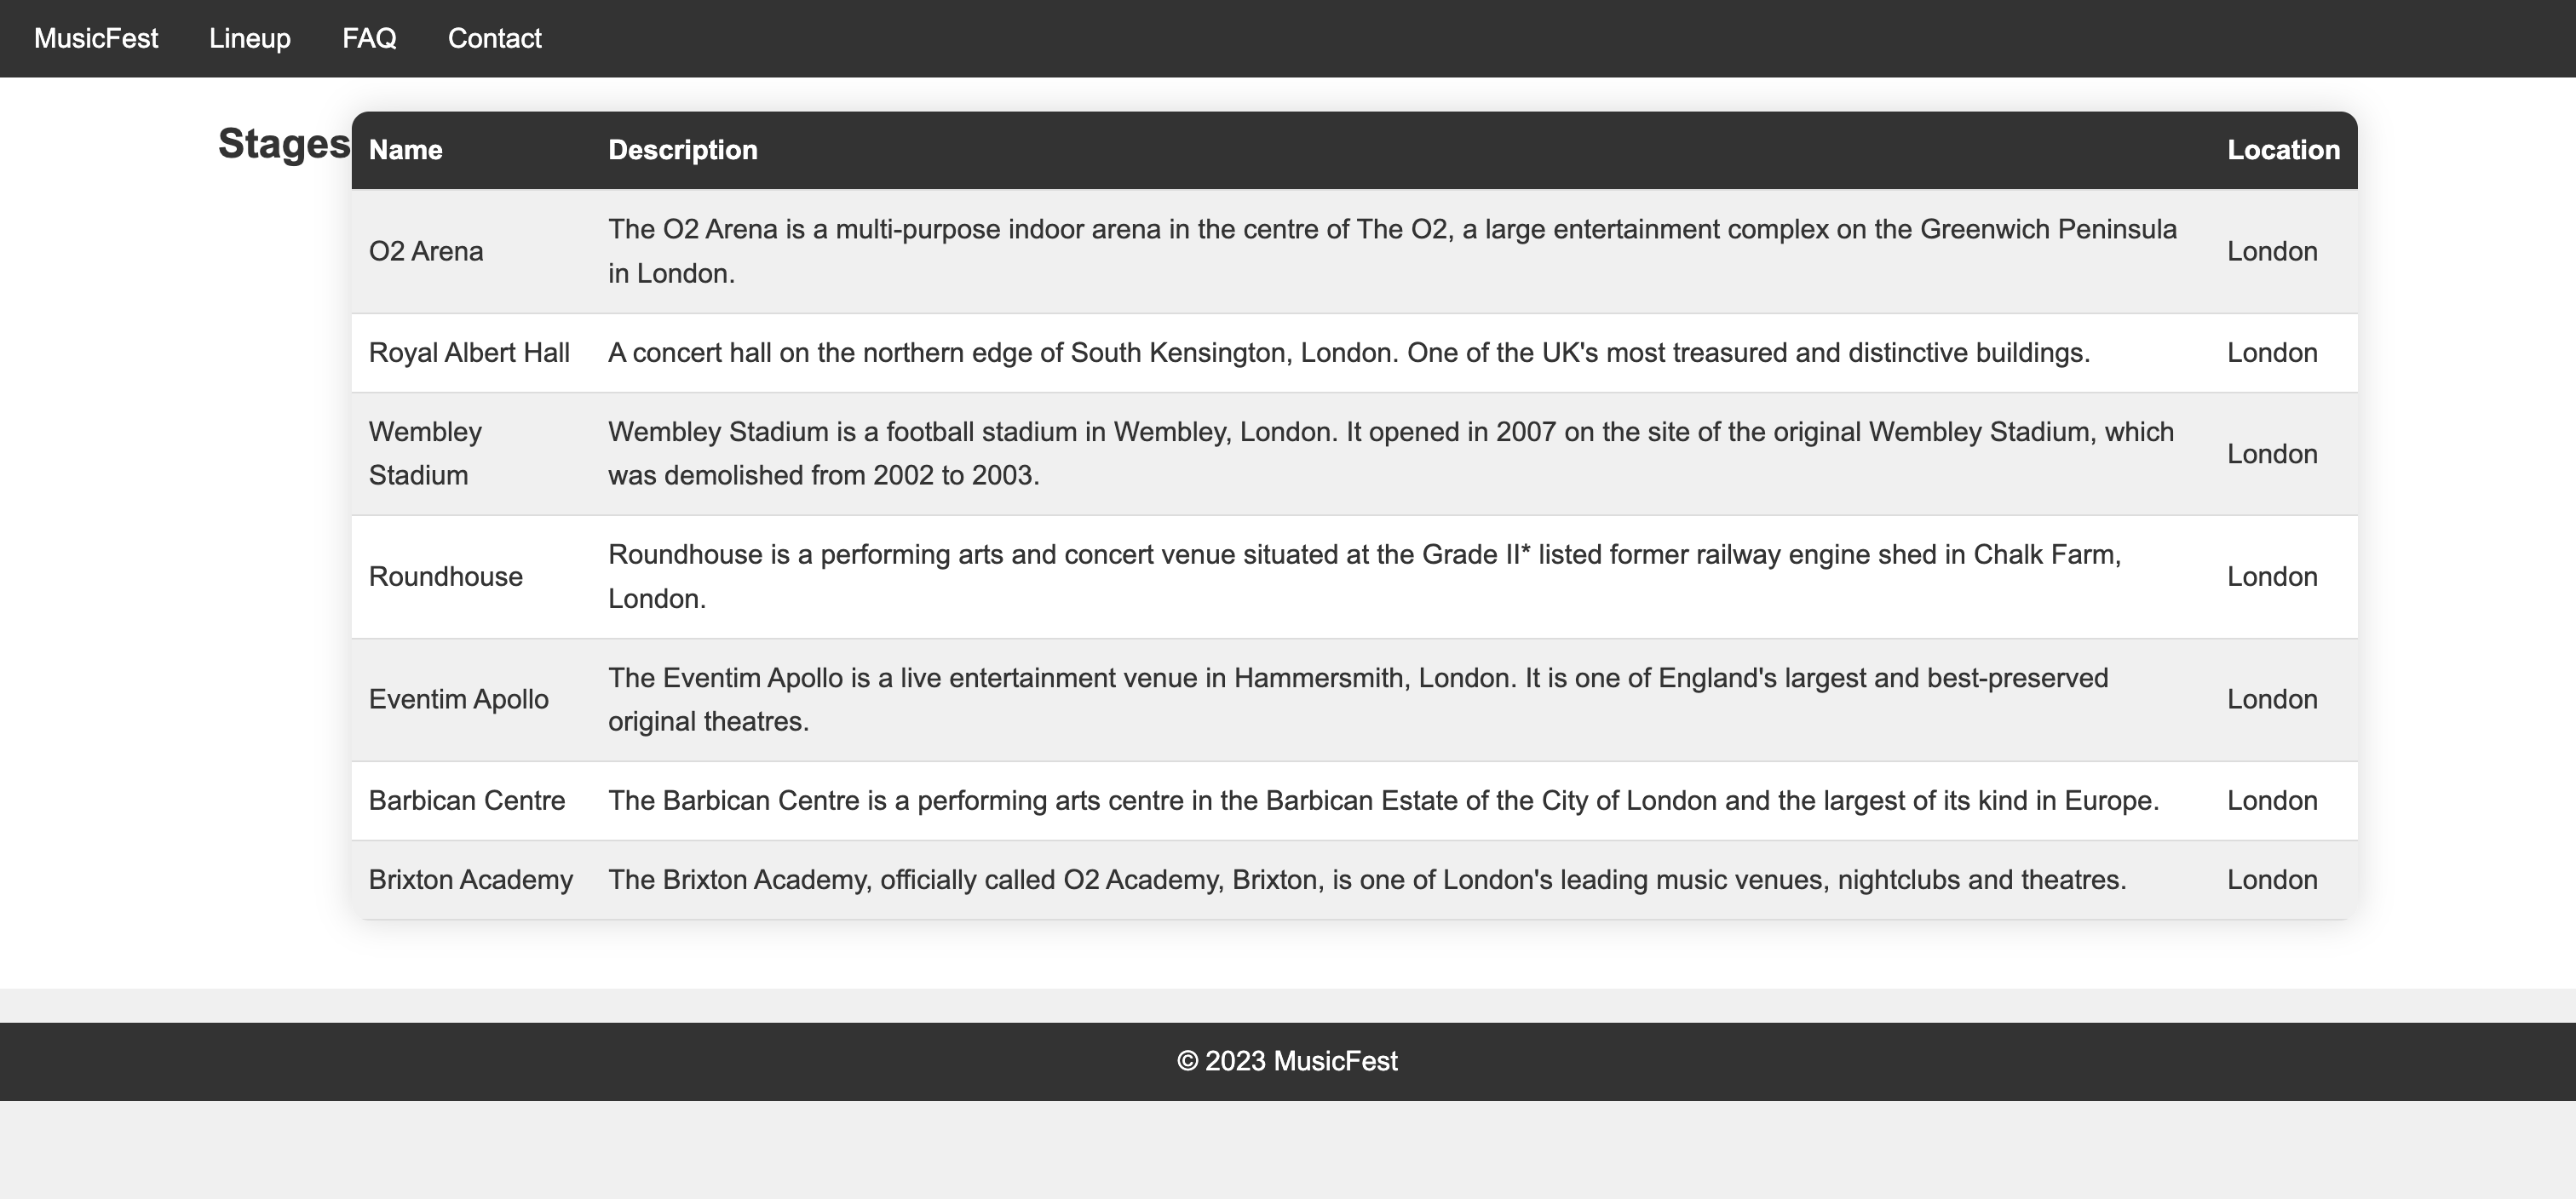 MusicFest Lineup FAQ Contact
Stages
Name Description Location
O2 Arena
The O2 Arena is a multi-purpose indoor arena in the centre of The O2, a large entertainment complex on the Greenwich Peninsula
in London.
London
Royal Albert Hall A concert hall on the northern edge of South Kensington, London. One of the UK's most treasured and distinctive buildings. London
Wembley
Stadium
Wembley Stadium is a football stadium in Wembley, London. It opened in 2007 on the site of the original Wembley Stadium, which
was demolished from 2002 to 2003.
London
Roundhouse
Roundhouse is a performing arts and concert venue situated at the Grade II* listed former railway engine shed in Chalk Farm,
London.
London
Eventim Apollo
The Eventim Apollo is a live entertainment venue in Hammersmith, London. It is one of England's largest and best-preserved
original theatres.
London
Barbican Centre The Barbican Centre is a performing arts centre in the Barbican Estate of the City of London and the largest of its kind in Europe. London
Brixton Academy The Brixton Academy, officially called O2 Academy, Brixton, is one of London's leading music venues, nightclubs and theatres. London
© 2023 MusicFest